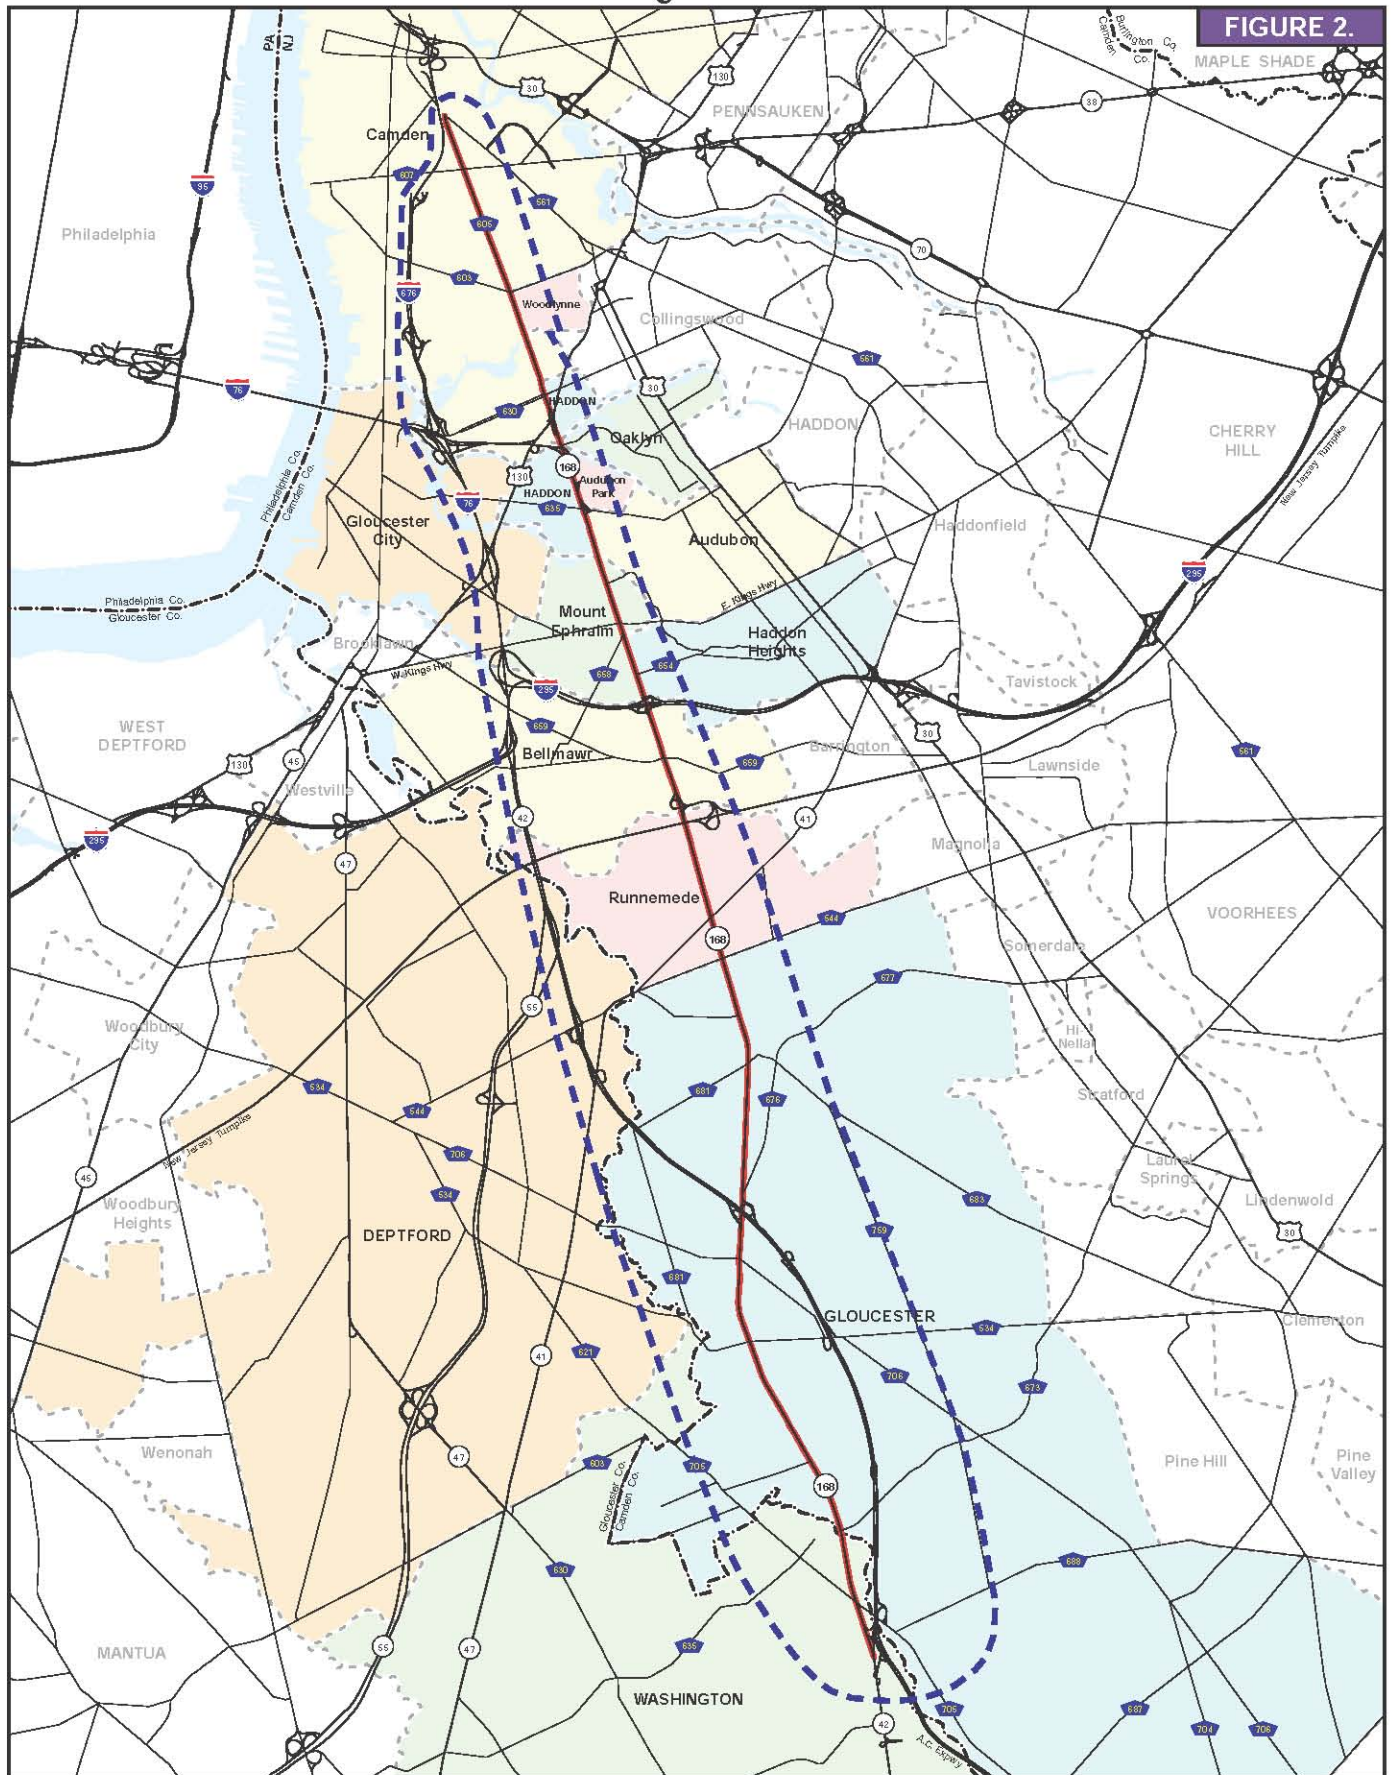 FIGURE 2.
PA
NJ
Burlington Co.
Camden Co.
MAPLE SHADE
130
30
38
PENNSAUKEN
Camden
607
95
561
605
Philadelphia
70
603
676
Woodlynne
Collingswood
561
76
30
630
HADDON
HADDON
Oaklyn
CHERRY
HILL
168
130
Audubon
Park
New Jersey Turnpike
Philadelphia Co.
Camden Co.
76
HADDON
635
Gloucester
City
Haddonfield
Audubon
295
E. Kings Hwy
Philadelphia Co.
Gloucester Co.
Mount
Ephraim
Haddon
Heights
Brooklawn
W. Kings Hwy
658
654
Tavistock
295
WEST
DEPTFORD
659
30
Bellmawr
659
Barrington
561
130
45
Lawnside
Westville
42
41
295
Magnolia
47
Runnemede
VOORHEES
644
168
Somerdale
677
55
Woodbury
City
Hi-
Nella
534
681
676
Stratford
544
New Jersey Turnpike
706
45
Laurel
Springs
534
683
Lindenwold
Woodbury
Heights
759
30
DEPTFORD
681
GLOUCESTER
Clementon
534
41
621
706
673
Wenonah
47
603
705
Pine Hill
Pine
Valley
168
Gloucester Co.
Camden Co.
630
688
MANTUA
55
47
635
WASHINGTON
705
687
42
704
706
A.C. Expwy